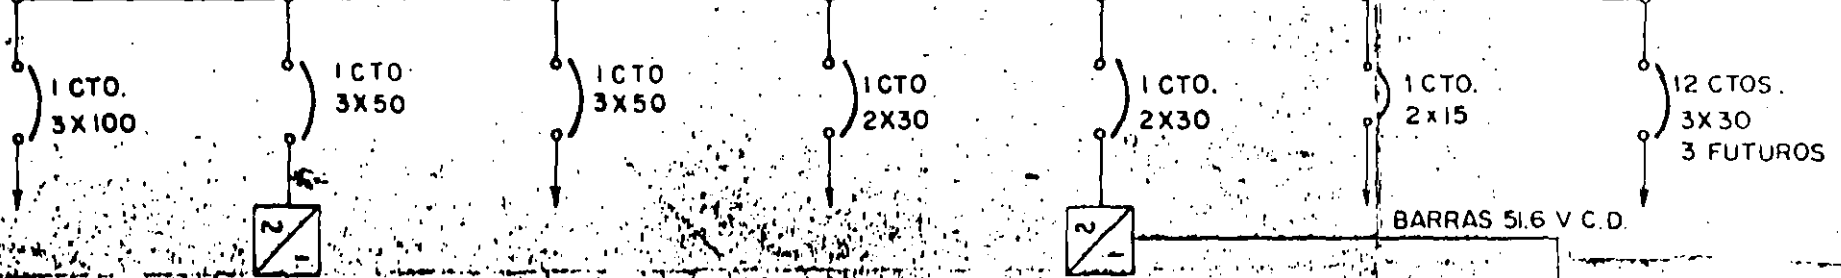 1 CTO.
3X100
1 CTO
3X50
1 CTO
3X50
1 CTO
2X30
1 CTO.
2X30
1 CTO.
2x15
12 CTOS.
3X30
3 FUTUROS
BARRAS 51.6 V C.D.